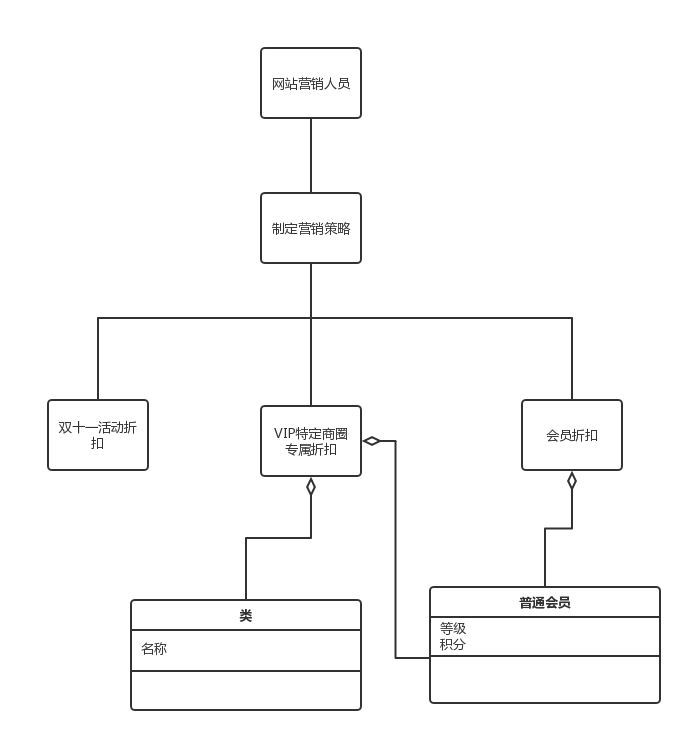 网站营销人员
制定营销策略
双十一活动折
扣
VIP特定商圈
专属折扣
会员折扣
类
名称
普通会员
等级
积分